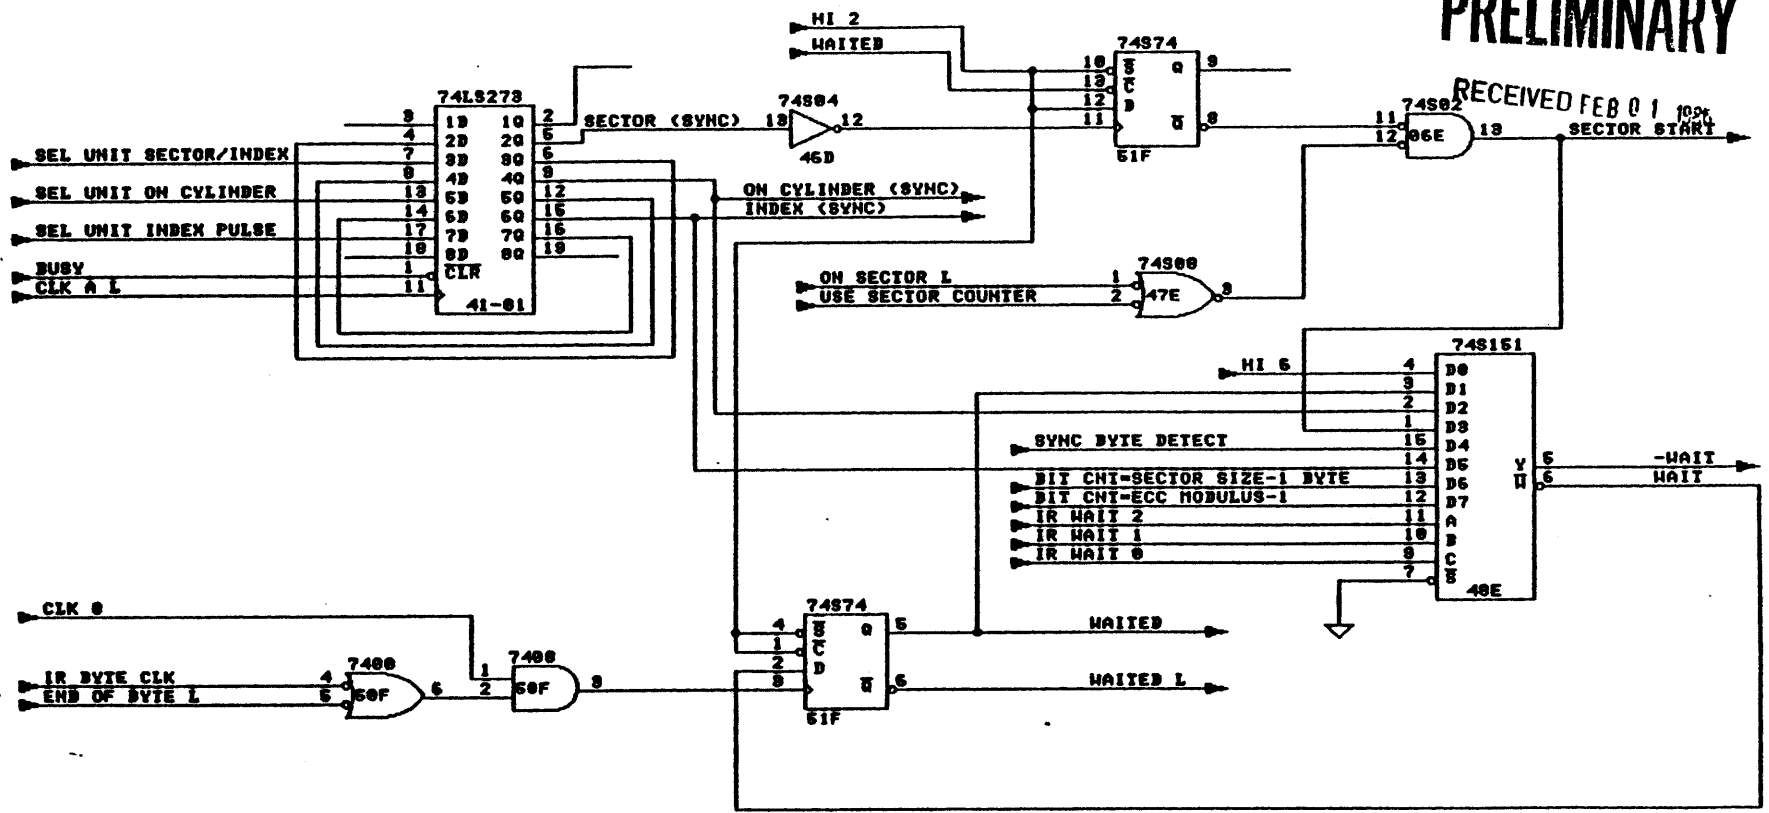 PRELIMINARY
RECEIVED FEB 01
HI 2
WAITED
74S74
10 S Q 9
13 C
12 D
11 Q 8
51F
74LS273
3 1D 1Q 2
4 2D 2Q 5
7 3D 3Q 6
8 4D 4Q 9
13 5D 5Q 12
14 6D 6Q 15
17 7D 7Q 16
18 8D 8Q 19
1 CLR
11
41-01
SEL UNIT SECTOR/INDEX
SEL UNIT ON CYLINDER
SEL UNIT INDEX PULSE
BUSY
CLK A L
SECTOR (SYNC)
74S04
13 12
46D
74S02
11
12 06E 13
SECTOR START
ON CYLINDER (SYNC)
INDEX (SYNC)
74S00
ON SECTOR L 1
USE SECTOR COUNTER 2
47E 3
74S151
HI 6 4 D0
3 D1
2 D2
1 D3
SYNC BYTE DETECT 15 D4
14 D5 Y 5 -WAIT
BIT CNT=SECTOR SIZE-1 BYTE 13 D6 W 6 WAIT
BIT CNT=ECC MODULUS-1 12 D7
IR WAIT 2 11 A
IR WAIT 1 10 B
IR WAIT 0 9 C
7 S
48E
CLK 0
IR BYTE CLK 4
END OF BYTE L 5
7400
50F 6
7408
1
2 50F 3
74S74
4 S Q 5 WAITED
1 C
2 D
3 Q 6 WAITED L
51F